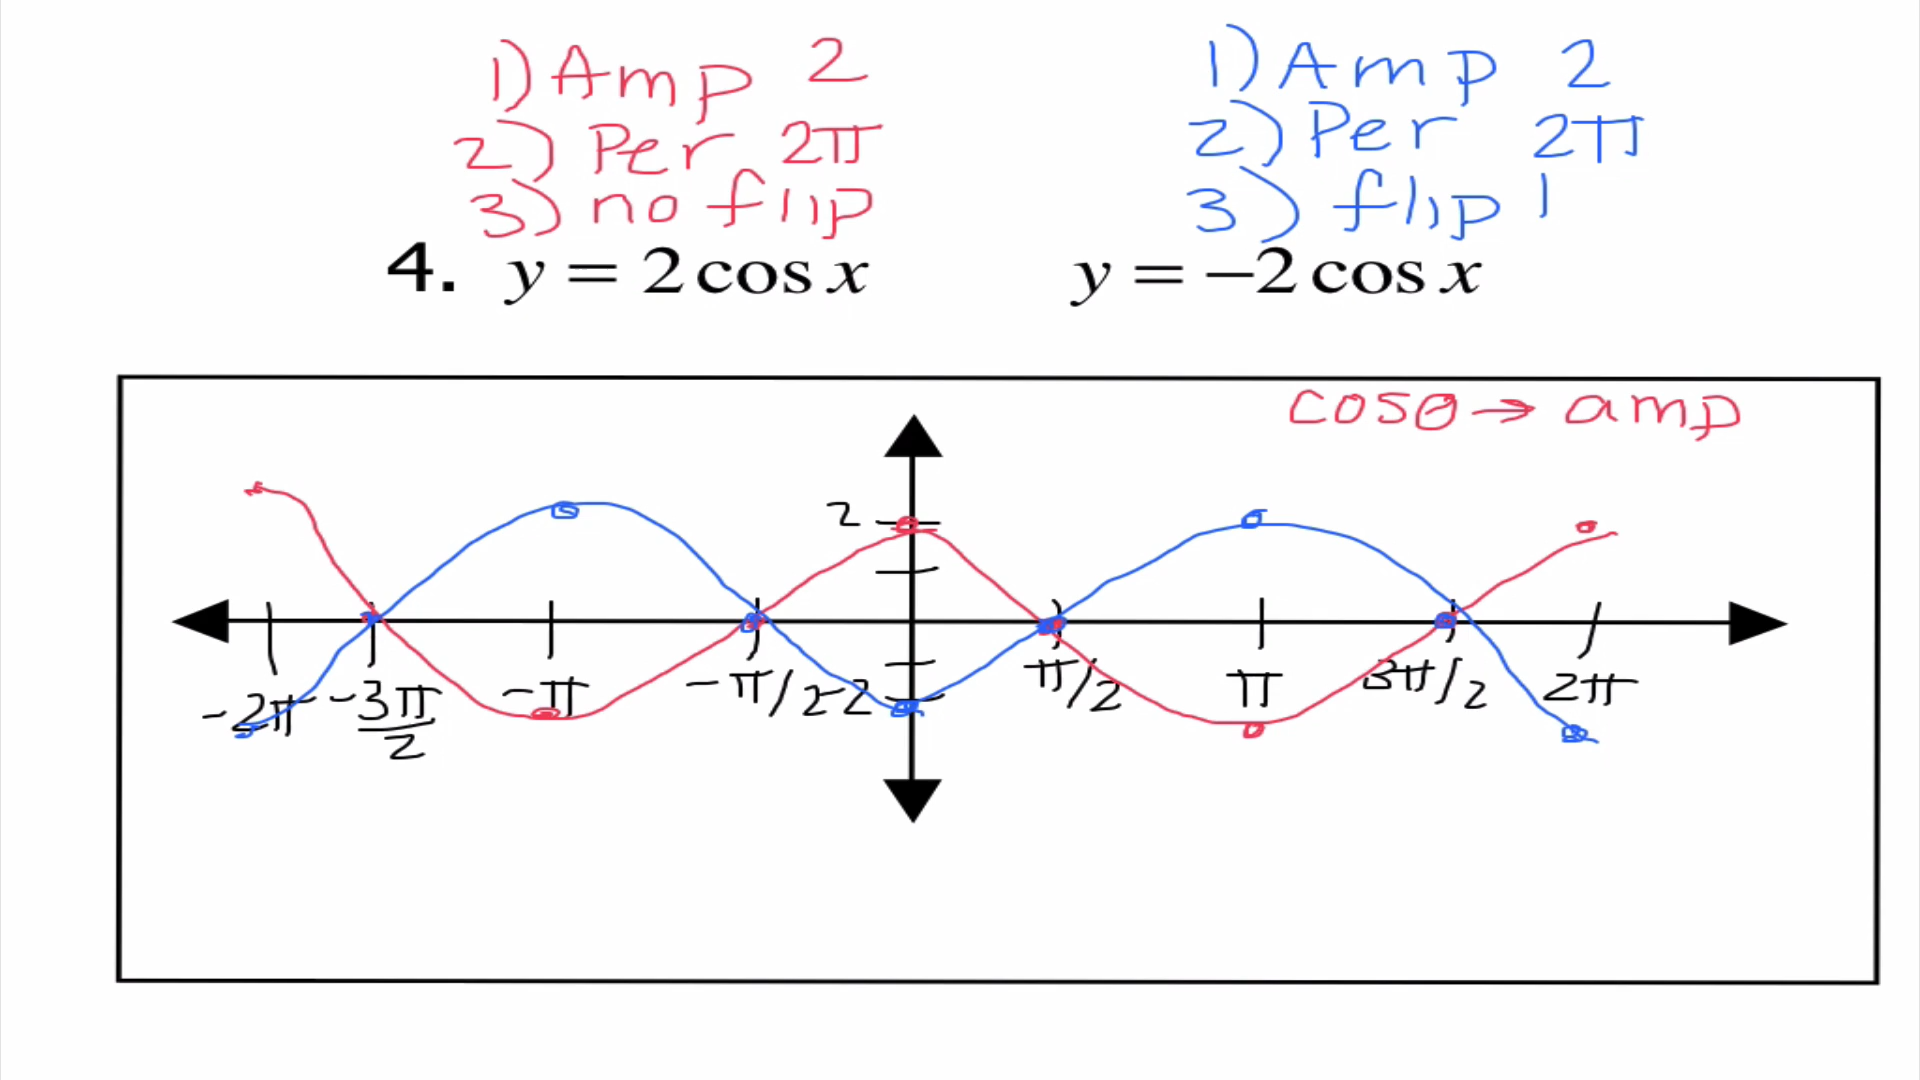 1) Amp 2
2) Per 2π
3) no flip
1) Amp 2
2) Per 2π
3) flip 1
4. y = 2 cos x
y = −2 cos x
cosθ → amp
2
-2π
-3π/2
-π
-π/2
-2
π/2
π
3π/2
2π